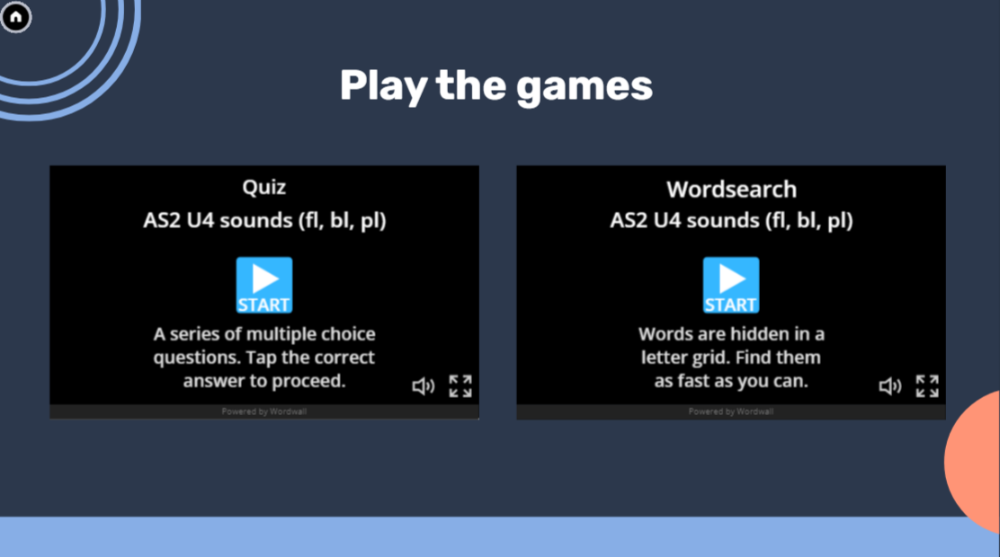 Play the games
Quiz
AS2 U4 sounds (fl, bl, pl)
START
A series of multiple choice
questions. Tap the correct
answer to proceed.
Powered by Wordwall
Wordsearch
AS2 U4 sounds (fl, bl, pl)
START
Words are hidden in a
letter grid. Find them
as fast as you can.
Powered by Wordwall